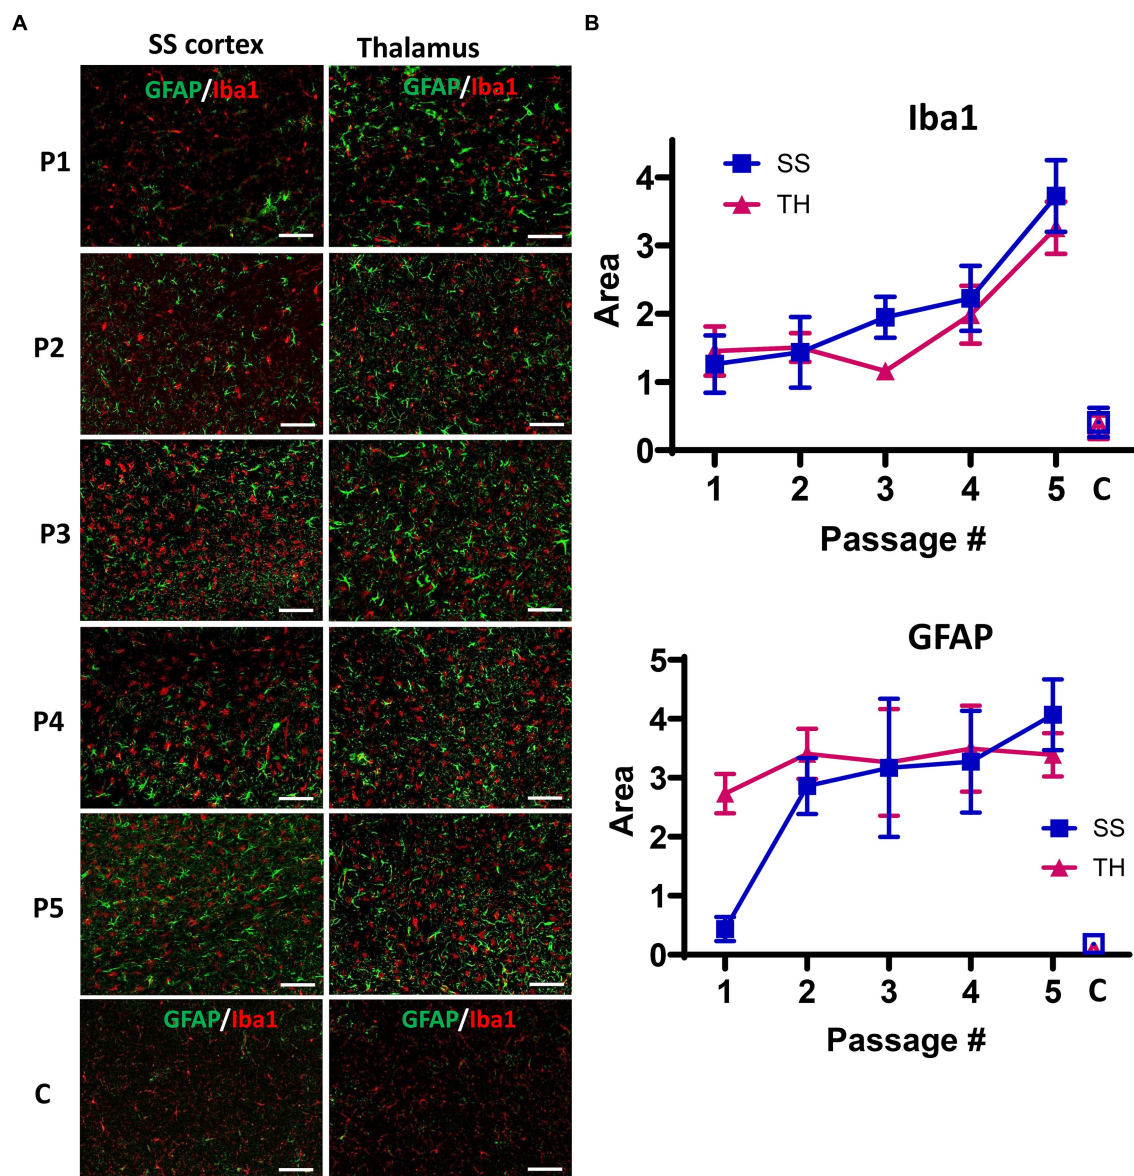 A
SS cortex
Thalamus
GFAP/Iba1
GFAP/Iba1
P1
P2
P3
P4
P5
GFAP/Iba1
GFAP/Iba1
C
B
Iba1
SS
TH
Area
4
3
2
1
0
1 2 3 4 5 C
Passage #
GFAP
Area
5
4
3
2
1
0
SS
TH
1 2 3 4 5 C
Passage #